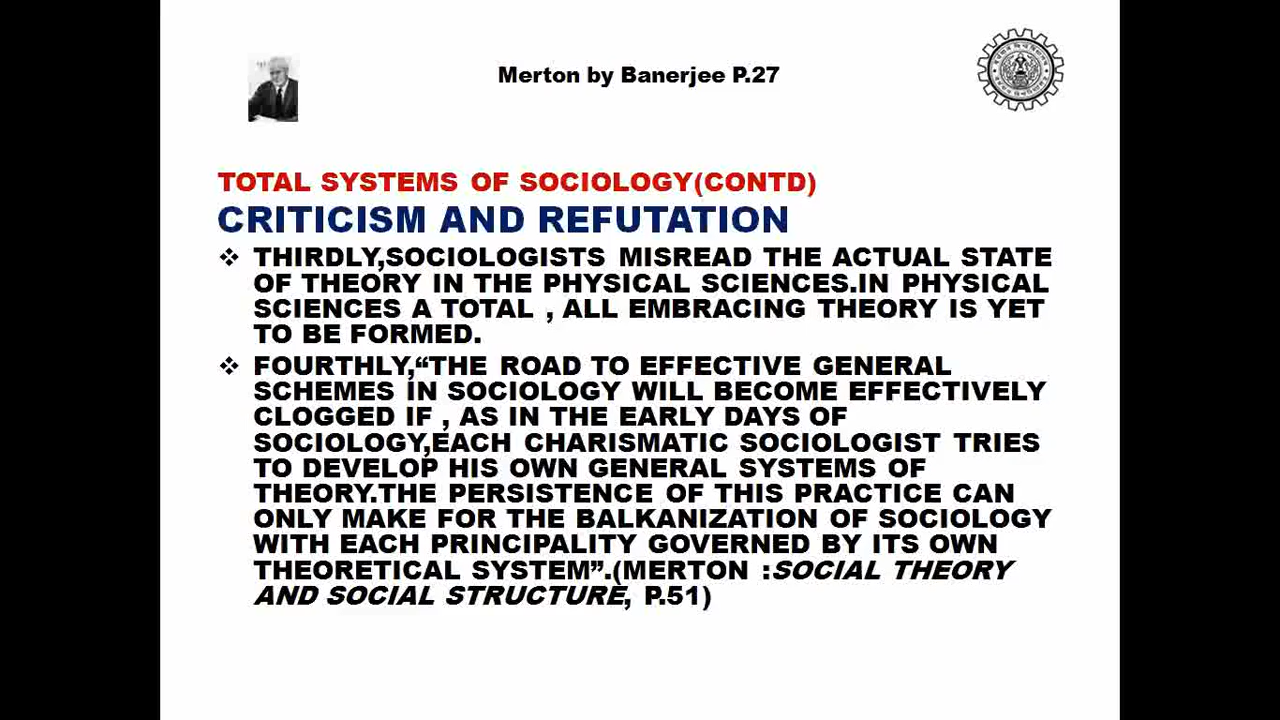 Merton by Banerjee P.27
TOTAL SYSTEMS OF SOCIOLOGY(CONTD)
CRITICISM AND REFUTATION
❖ THIRDLY,SOCIOLOGISTS MISREAD THE ACTUAL STATE
OF THEORY IN THE PHYSICAL SCIENCES.IN PHYSICAL
SCIENCES A TOTAL , ALL EMBRACING THEORY IS YET
TO BE FORMED.
❖ FOURTHLY,“THE ROAD TO EFFECTIVE GENERAL
SCHEMES IN SOCIOLOGY WILL BECOME EFFECTIVELY
CLOGGED IF , AS IN THE EARLY DAYS OF
SOCIOLOGY,EACH CHARISMATIC SOCIOLOGIST TRIES
TO DEVELOP HIS OWN GENERAL SYSTEMS OF
THEORY.THE PERSISTENCE OF THIS PRACTICE CAN
ONLY MAKE FOR THE BALKANIZATION OF SOCIOLOGY
WITH EACH PRINCIPALITY GOVERNED BY ITS OWN
THEORETICAL SYSTEM”.(MERTON :SOCIAL THEORY
AND SOCIAL STRUCTURE, P.51)